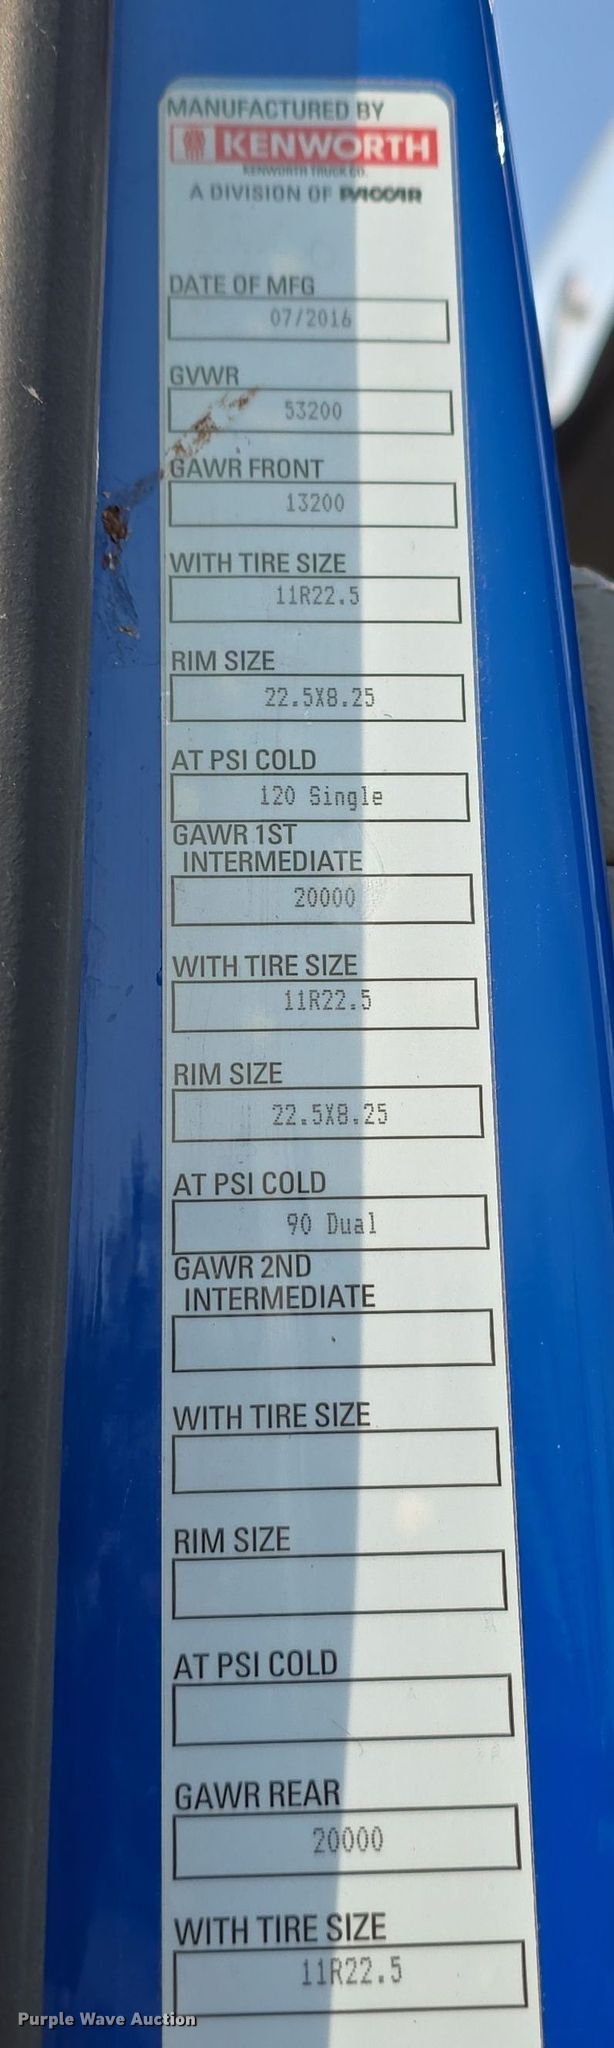 MANUFACTURED BY
KENWORTH
KENWORTH TRUCK CO.
A DIVISION OF PACCAR
DATE OF MFG
07/2016
GVWR
53200
GAWR FRONT
13200
WITH TIRE SIZE
11R22.5
RIM SIZE
22.5X8.25
AT PSI COLD
120 Single
GAWR 1ST
INTERMEDIATE
20000
WITH TIRE SIZE
11R22.5
RIM SIZE
22.5X8.25
AT PSI COLD
90 Dual
GAWR 2ND
INTERMEDIATE
WITH TIRE SIZE
RIM SIZE
AT PSI COLD
GAWR REAR
20000
WITH TIRE SIZE
11R22.5
Purple Wave Auction